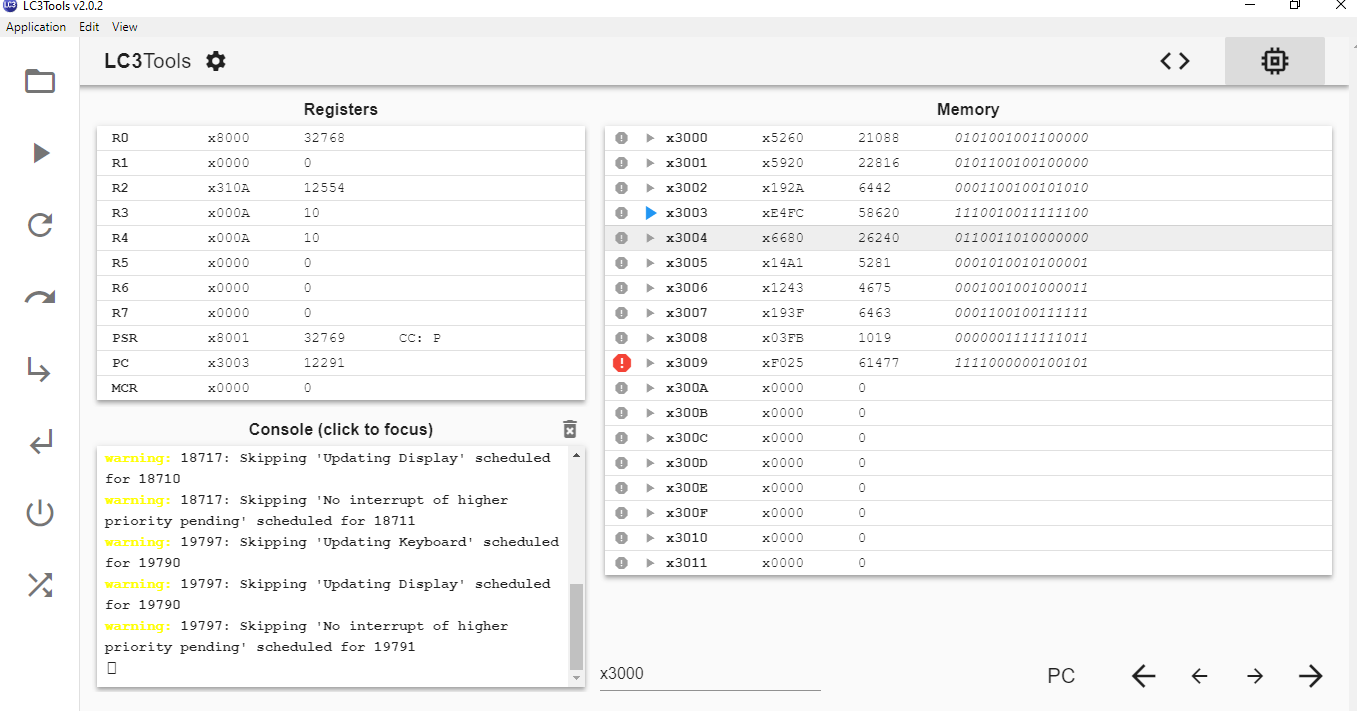 LC3Tools v2.0.2
Application Edit View
LC3Tools
Registers
R0 x8000 32768
R1 x0000 0
R2 x310A 12554
R3 x000A 10
R4 x000A 10
R5 x0000 0
R6 x0000 0
R7 x0000 0
PSR x8001 32769 CC: P
PC x3003 12291
MCR x0000 0
Console (click to focus)
warning: 18717: Skipping 'Updating Display' scheduled
for 18710
warning: 18717: Skipping 'No interrupt of higher
priority pending' scheduled for 18711
warning: 19797: Skipping 'Updating Keyboard' scheduled
for 19790
warning: 19797: Skipping 'Updating Display' scheduled
for 19790
warning: 19797: Skipping 'No interrupt of higher
priority pending' scheduled for 19791
Memory
x3000 x5260 21088 0101001001100000
x3001 x5920 22816 0101100100100000
x3002 x192A 6442 0001100100101010
x3003 xE4FC 58620 1110010011111100
x3004 x6680 26240 0110011010000000
x3005 x14A1 5281 0001010010100001
x3006 x1243 4675 0001001001000011
x3007 x193F 6463 0001100100111111
x3008 x03FB 1019 0000001111111011
x3009 xF025 61477 1111000000100101
x300A x0000 0
x300B x0000 0
x300C x0000 0
x300D x0000 0
x300E x0000 0
x300F x0000 0
x3010 x0000 0
x3011 x0000 0
x3000
PC